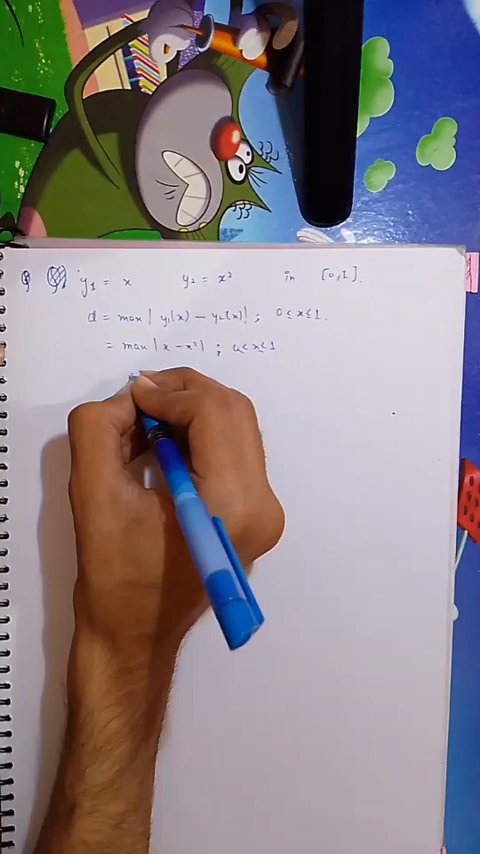 y₁ = x y₂ = x² in [0,1].
d = max | y₁(x) – y₂(x)| ; 0 ≤ x ≤ 1.
= max | x – x²| ; 0 ≤ x ≤ 1